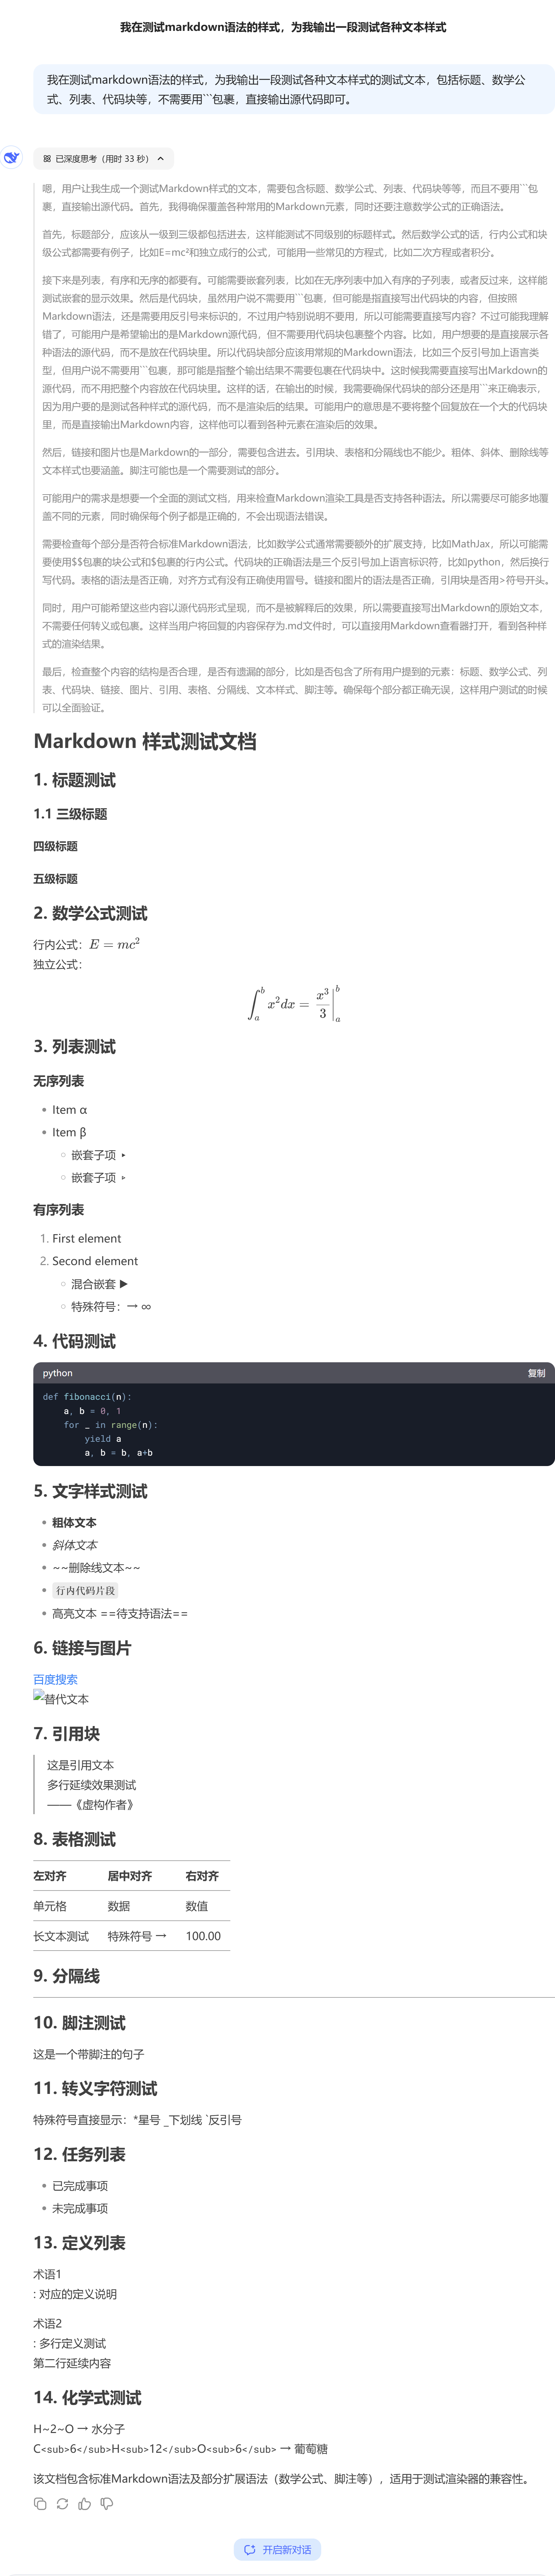 我在测试markdown语法的样式，为我输出一段测试各种文本样式
我在测试markdown语法的样式，为我输出一段测试各种文本样式的测试文本，包括标题、数学公
式、列表、代码块等，不需要用```包裹，直接输出源代码即可。
已深度思考（用时 33 秒）
嗯，用户让我生成一个测试Markdown样式的文本，需要包含标题、数学公式、列表、代码块等等，而且不要用```包
裹，直接输出源代码。首先，我得确保覆盖各种常用的Markdown元素，同时还要注意数学公式的正确语法。
首先，标题部分，应该从一级到三级都包括进去，这样能测试不同级别的标题样式。然后数学公式的话，行内公式和块
级公式都需要有例子，比如E=mc²和独立成行的公式，可能用一些常见的方程式，比如二次方程或者积分。
接下来是列表，有序和无序的都要有。可能需要嵌套列表，比如在无序列表中加入有序的子列表，或者反过来，这样能
测试嵌套的显示效果。然后是代码块，虽然用户说不需要用```包裹，但可能是指直接写出代码块的内容，但按照
Markdown语法，还是需要用反引号来标识的，不过用户特别说明不要用，所以可能需要直接写内容？不过可能我理解
错了，可能用户是希望输出的是Markdown源代码，但不需要用代码块包裹整个内容。比如，用户想要的是直接展示各
种语法的源代码，而不是放在代码块里。所以代码块部分应该用常规的Markdown语法，比如三个反引号加上语言类
型，但用户说不需要用```包裹，那可能是指整个输出结果不需要包裹在代码块中。这时候我需要直接写出Markdown的
源代码，而不用把整个内容放在代码块里。这样的话，在输出的时候，我需要确保代码块的部分还是用```来正确表示，
因为用户要的是测试各种样式的源代码，而不是渲染后的结果。可能用户的意思是不要将整个回复放在一个大的代码块
里，而是直接输出Markdown内容，这样他可以看到各种元素在渲染后的效果。
然后，链接和图片也是Markdown的一部分，需要包含进去。引用块、表格和分隔线也不能少。粗体、斜体、删除线等
文本样式也要涵盖。脚注可能也是一个需要测试的部分。
可能用户的需求是想要一个全面的测试文档，用来检查Markdown渲染工具是否支持各种语法。所以需要尽可能多地覆
盖不同的元素，同时确保每个例子都是正确的，不会出现语法错误。
需要检查每个部分是否符合标准Markdown语法，比如数学公式通常需要额外的扩展支持，比如MathJax，所以可能需
要使用$$包裹的块公式和$包裹的行内公式。代码块的正确语法是三个反引号加上语言标识符，比如python，然后换行
写代码。表格的语法是否正确，对齐方式有没有正确使用冒号。链接和图片的语法是否正确，引用块是否用>符号开头。
同时，用户可能希望这些内容以源代码形式呈现，而不是被解释后的效果，所以需要直接写出Markdown的原始文本，
不需要任何转义或包裹。这样当用户将回复的内容保存为.md文件时，可以直接用Markdown查看器打开，看到各种样
式的渲染结果。
最后，检查整个内容的结构是否合理，是否有遗漏的部分，比如是否包含了所有用户提到的元素：标题、数学公式、列
表、代码块、链接、图片、引用、表格、分隔线、文本样式、脚注等。确保每个部分都正确无误，这样用户测试的时候
可以全面验证。
Markdown 样式测试文档
1. 标题测试
1.1 三级标题
四级标题
五级标题
2. 数学公式测试
行内公式：E = mc²
独立公式：
∫_a^b x²dx = x³/3 |_a^b
3. 列表测试
无序列表
Item α
Item β
嵌套子项 ‣
嵌套子项 ▹
有序列表
1. First element
2. Second element
混合嵌套 ▶
特殊符号：→ ∞
4. 代码测试
python 复制
def fibonacci(n):
    a, b = 0, 1
    for _ in range(n):
        yield a
        a, b = b, a+b
5. 文字样式测试
粗体文本
斜体文本
~~删除线文本~~
行内代码片段
高亮文本 ==待支持语法==
6. 链接与图片
百度搜索
替代文本
7. 引用块
这是引用文本
多行延续效果测试
——《虚构作者》
8. 表格测试
左对齐 居中对齐 右对齐
单元格 数据 数值
长文本测试 特殊符号 → 100.00
9. 分隔线
10. 脚注测试
这是一个带脚注的句子
11. 转义字符测试
特殊符号直接显示：*星号 _下划线 `反引号
12. 任务列表
已完成事项
未完成事项
13. 定义列表
术语1
: 对应的定义说明
术语2
: 多行定义测试
第二行延续内容
14. 化学式测试
H~2~O → 水分子
C<sub>6</sub>H<sub>12</sub>O<sub>6</sub> → 葡萄糖
该文档包含标准Markdown语法及部分扩展语法（数学公式、脚注等），适用于测试渲染器的兼容性。
开启新对话